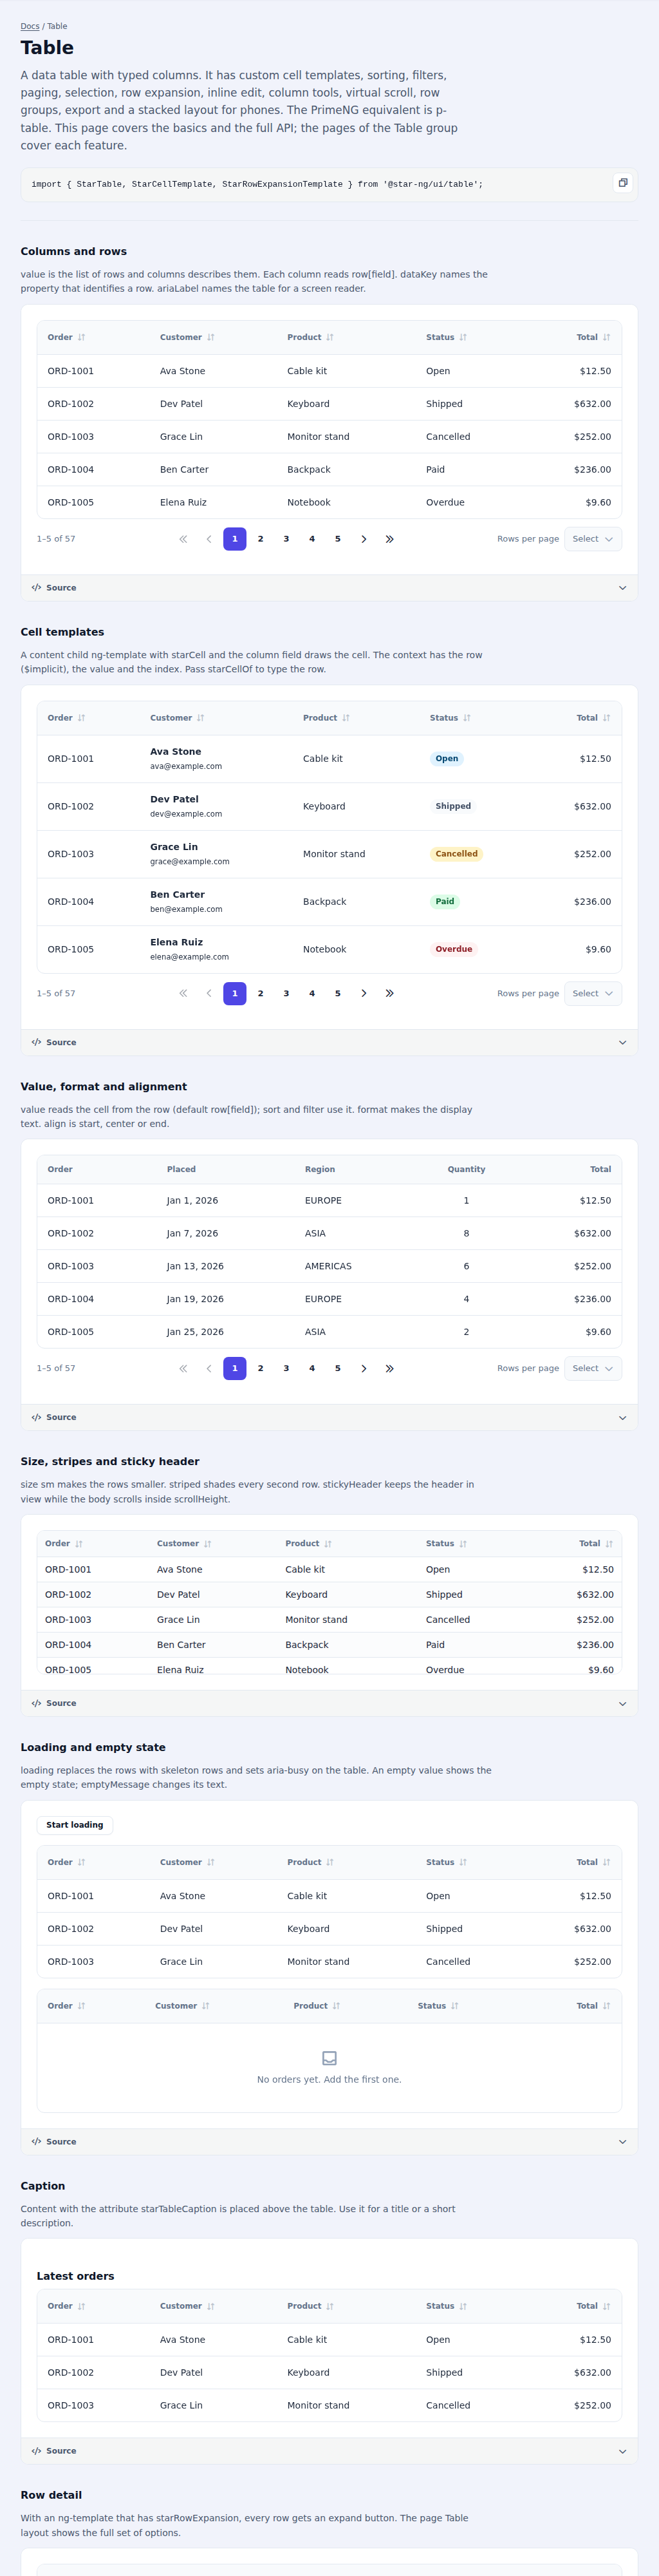 Docs / Table
Table
A data table with typed columns. It has custom cell templates, sorting, filters,
paging, selection, row expansion, inline edit, column tools, virtual scroll, row
groups, export and a stacked layout for phones. The PrimeNG equivalent is p-
table. This page covers the basics and the full API; the pages of the Table group
cover each feature.
import { StarTable, StarCellTemplate, StarRowExpansionTemplate } from '@star-ng/ui/table';
Columns and rows
value is the list of rows and columns describes them. Each column reads row[field]. dataKey names the
property that identifies a row. ariaLabel names the table for a screen reader.
Order Customer Product Status Total
ORD-1001 Ava Stone Cable kit Open $12.50
ORD-1002 Dev Patel Keyboard Shipped $632.00
ORD-1003 Grace Lin Monitor stand Cancelled $252.00
ORD-1004 Ben Carter Backpack Paid $236.00
ORD-1005 Elena Ruiz Notebook Overdue $9.60
1–5 of 57 1 2 3 4 5 Rows per page Select
Source
Cell templates
A content child ng-template with starCell and the column field draws the cell. The context has the row
($implicit), the value and the index. Pass starCellOf to type the row.
Order Customer Product Status Total
ORD-1001 Ava Stone Cable kit Open $12.50
ava@example.com
ORD-1002 Dev Patel Keyboard Shipped $632.00
dev@example.com
ORD-1003 Grace Lin Monitor stand Cancelled $252.00
grace@example.com
ORD-1004 Ben Carter Backpack Paid $236.00
ben@example.com
ORD-1005 Elena Ruiz Notebook Overdue $9.60
elena@example.com
1–5 of 57 1 2 3 4 5 Rows per page Select
Source
Value, format and alignment
value reads the cell from the row (default row[field]); sort and filter use it. format makes the display
text. align is start, center or end.
Order Placed Region Quantity Total
ORD-1001 Jan 1, 2026 EUROPE 1 $12.50
ORD-1002 Jan 7, 2026 ASIA 8 $632.00
ORD-1003 Jan 13, 2026 AMERICAS 6 $252.00
ORD-1004 Jan 19, 2026 EUROPE 4 $236.00
ORD-1005 Jan 25, 2026 ASIA 2 $9.60
1–5 of 57 1 2 3 4 5 Rows per page Select
Source
Size, stripes and sticky header
size sm makes the rows smaller. striped shades every second row. stickyHeader keeps the header in
view while the body scrolls inside scrollHeight.
Order Customer Product Status Total
ORD-1001 Ava Stone Cable kit Open $12.50
ORD-1002 Dev Patel Keyboard Shipped $632.00
ORD-1003 Grace Lin Monitor stand Cancelled $252.00
ORD-1004 Ben Carter Backpack Paid $236.00
ORD-1005 Elena Ruiz Notebook Overdue $9.60
Source
Loading and empty state
loading replaces the rows with skeleton rows and sets aria-busy on the table. An empty value shows the
empty state; emptyMessage changes its text.
Start loading
Order Customer Product Status Total
ORD-1001 Ava Stone Cable kit Open $12.50
ORD-1002 Dev Patel Keyboard Shipped $632.00
ORD-1003 Grace Lin Monitor stand Cancelled $252.00
Order Customer Product Status Total
No orders yet. Add the first one.
Source
Caption
Content with the attribute starTableCaption is placed above the table. Use it for a title or a short
description.
Latest orders
Order Customer Product Status Total
ORD-1001 Ava Stone Cable kit Open $12.50
ORD-1002 Dev Patel Keyboard Shipped $632.00
ORD-1003 Grace Lin Monitor stand Cancelled $252.00
Source
Row detail
With an ng-template that has starRowExpansion, every row gets an expand button. The page Table
layout shows the full set of options.